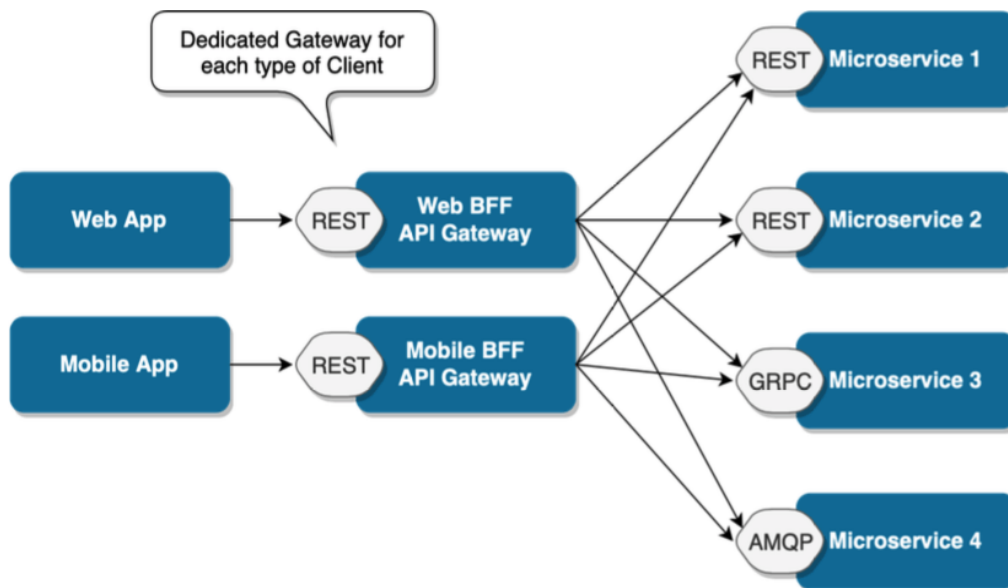 Dedicated Gateway for
each type of Client
REST
Microservice 1
Web App
REST
Web BFF
API Gateway
REST
Microservice 2
Mobile App
REST
Mobile BFF
API Gateway
GRPC
Microservice 3
AMQP
Microservice 4